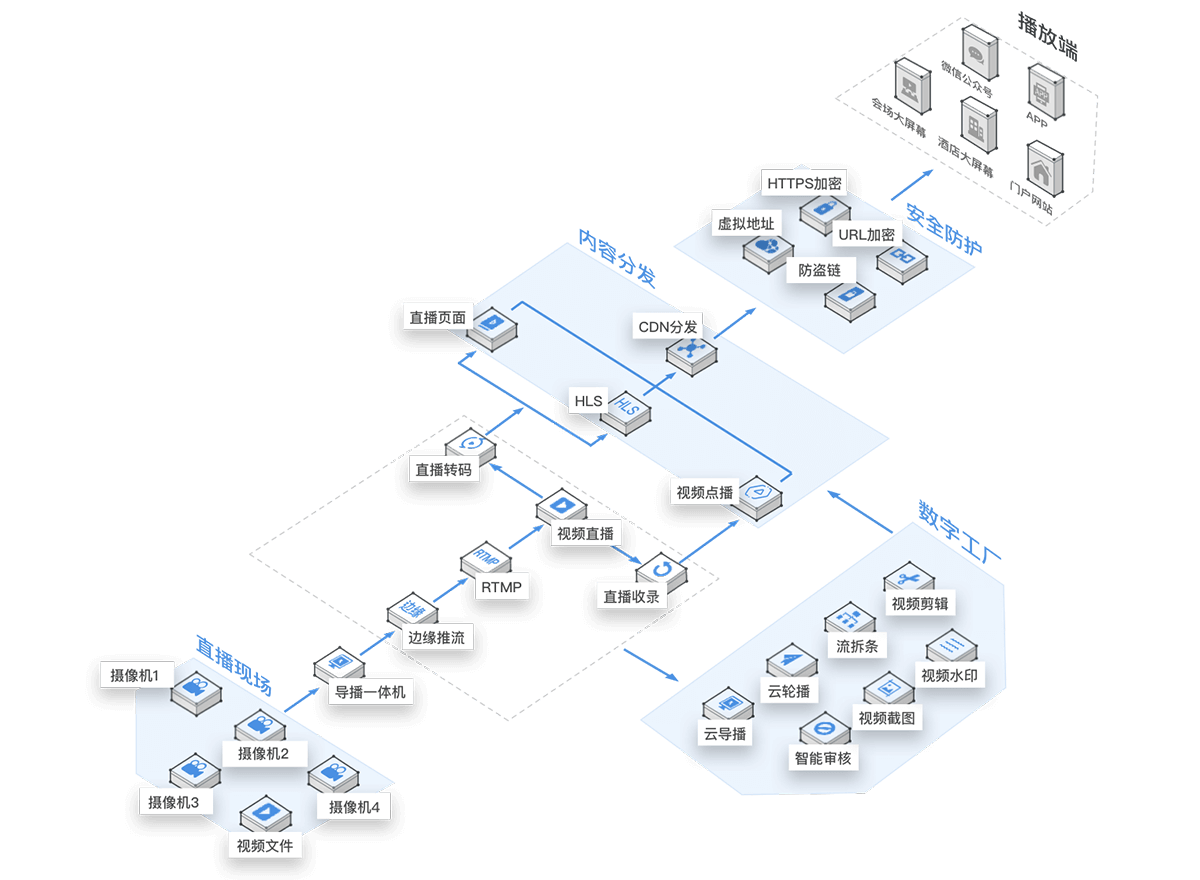 播放端
微信公众号
会场大屏幕
APP
酒店大屏幕
门户网站
安全防护
HTTPS加密
虚拟地址
URL加密
防盗链
内容分发
直播页面
CDN分发
HLS
HLS
视频点播
直播转码
视频直播
RTMP
RTMP
直播收录
边缘
边缘推流
导播一体机
直播现场
摄像机1
摄像机2
摄像机3
摄像机4
视频文件
数字工厂
视频剪辑
流拆条
视频水印
云轮播
视频截图
云导播
智能审核